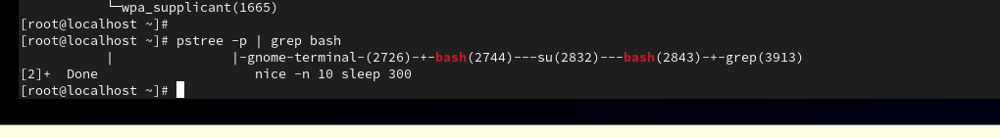 └─wpa_supplicant(1665)
[root@localhost ~]#
[root@localhost ~]# pstree -p | grep bash
           |               |-gnome-terminal-(2726)-+-bash(2744)---su(2832)---bash(2843)-+-grep(3913)
[2]+  Done                    nice -n 10 sleep 300
[root@localhost ~]#